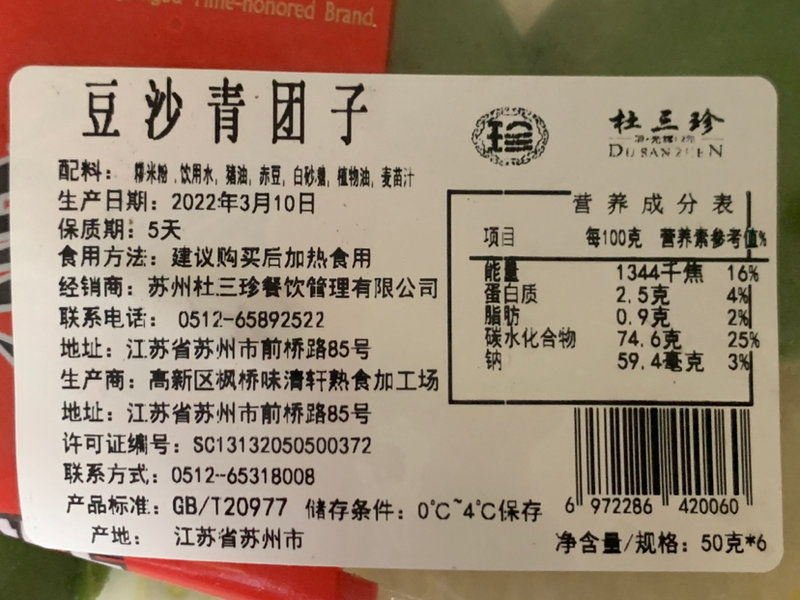 Time-honored Brand.
豆沙青团子
珍
杜三珍
DU SAN ZHEN
配料：糯米粉,饮用水,猪油,赤豆,白砂糖,植物油,麦苗汁
生产日期：2022年3月10日
保质期：5天
食用方法：建议购买后加热食用
经销商：苏州杜三珍餐饮管理有限公司
联系电话：0512-65892522
地址：江苏省苏州市前桥路85号
生产商：高新区枫桥味清轩熟食加工场
地址：江苏省苏州市前桥路85号
许可证编号：SC13132050500372
联系方式：0512-65318008
产品标准：GB/T20977 储存条件：0℃~4℃保存
产地：江苏省苏州市
营养成分表
项目 每100克 营养素参考值%
能量 1344千焦 16%
蛋白质 2.5克 4%
脂肪 0.9克 2%
碳水化合物 74.6克 25%
钠 59.4毫克 3%
6 972286 420060
净含量/规格：50克*6